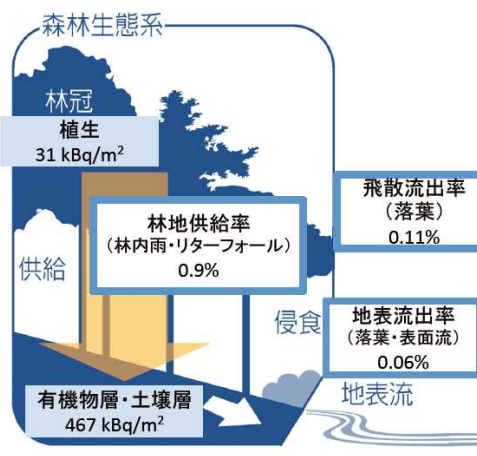 森林生態系
林冠
植生
31 kBq/m²
飛散流出率
（落葉）
0.11%
林地供給率
（林内雨・リターフォール）
0.9%
供給
侵食
地表流出率
（落葉・表面流）
0.06%
地表流
有機物層・土壌層
467 kBq/m²